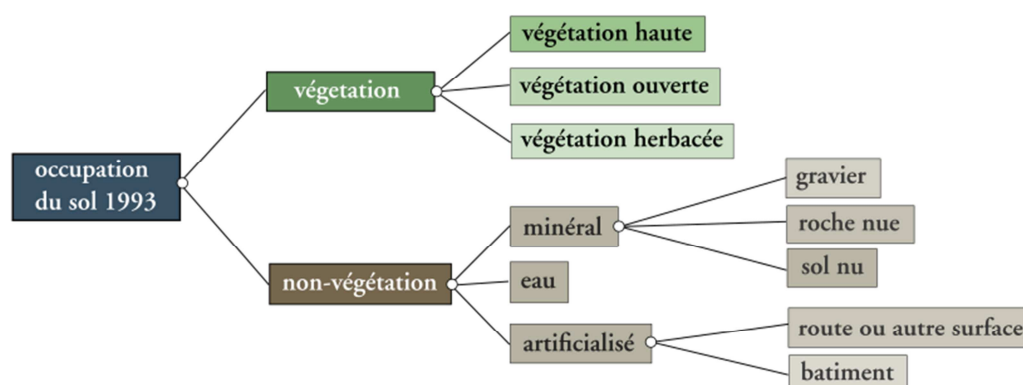 végétation haute
végetation
végétation ouverte
végétation herbacée
occupation
du sol 1993
non-végétation
minéral
eau
artificialisé
gravier
roche nue
sol nu
route ou autre surface
batiment